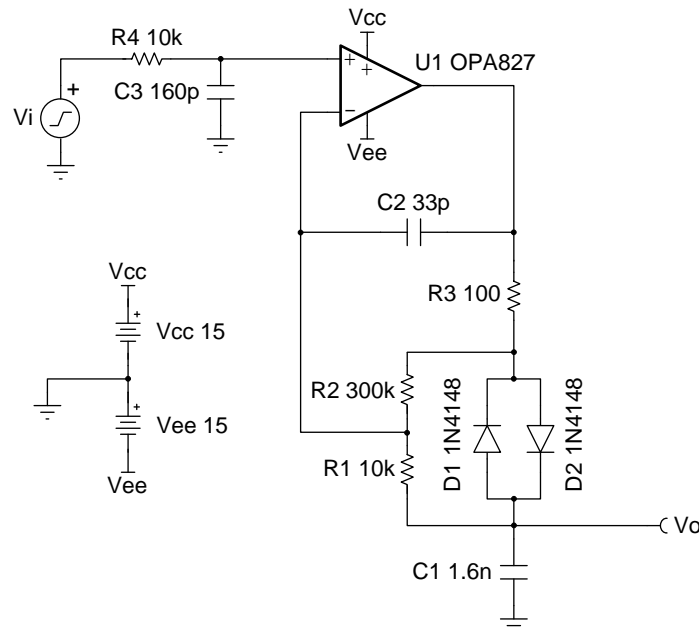 Vcc
R4 10k
U1 OPA827
+
+
+
C3 160p
Vi
−
Vee
C2 33p
Vcc
R3 100
+
Vcc 15
R2 300k
D1 1N4148
D2 1N4148
+
Vee 15
R1 10k
Vee
Vo
C1 1.6n